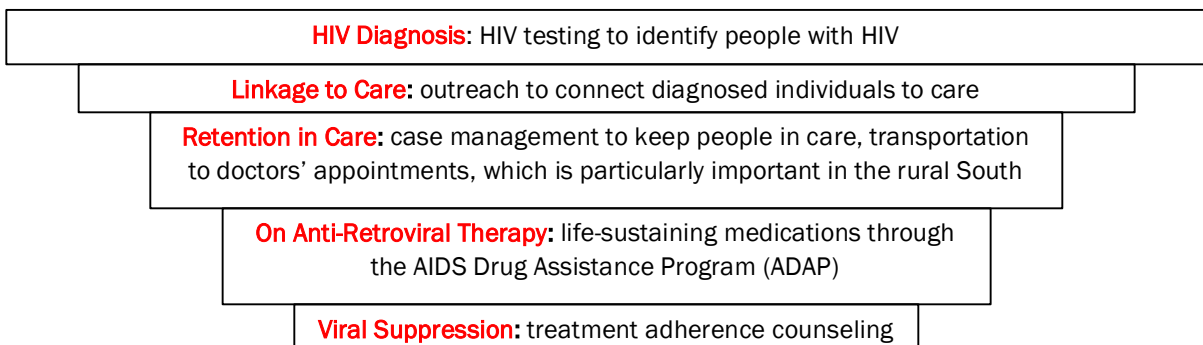 HIV Diagnosis: HIV testing to identify people with HIV
Linkage to Care: outreach to connect diagnosed individuals to care
Retention in Care: case management to keep people in care, transportation
to doctors’ appointments, which is particularly important in the rural South
On Anti-Retroviral Therapy: life-sustaining medications through
the AIDS Drug Assistance Program (ADAP)
Viral Suppression: treatment adherence counseling